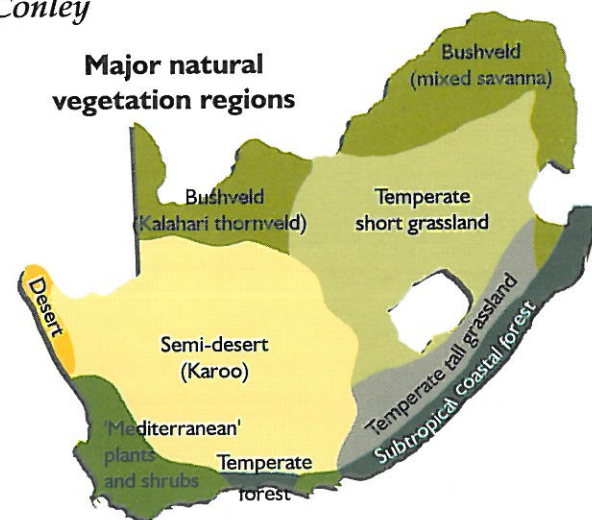 Conley
Major natural
vegetation regions
Bushveld
(mixed savanna)
Bushveld
(Kalahari thornveld)
Temperate
short grassland
Desert
Semi-desert
(Karoo)
Temperate tall grassland
Subtropical coastal forest
'Mediterranean'
plants
and shrubs
Temperate
forest